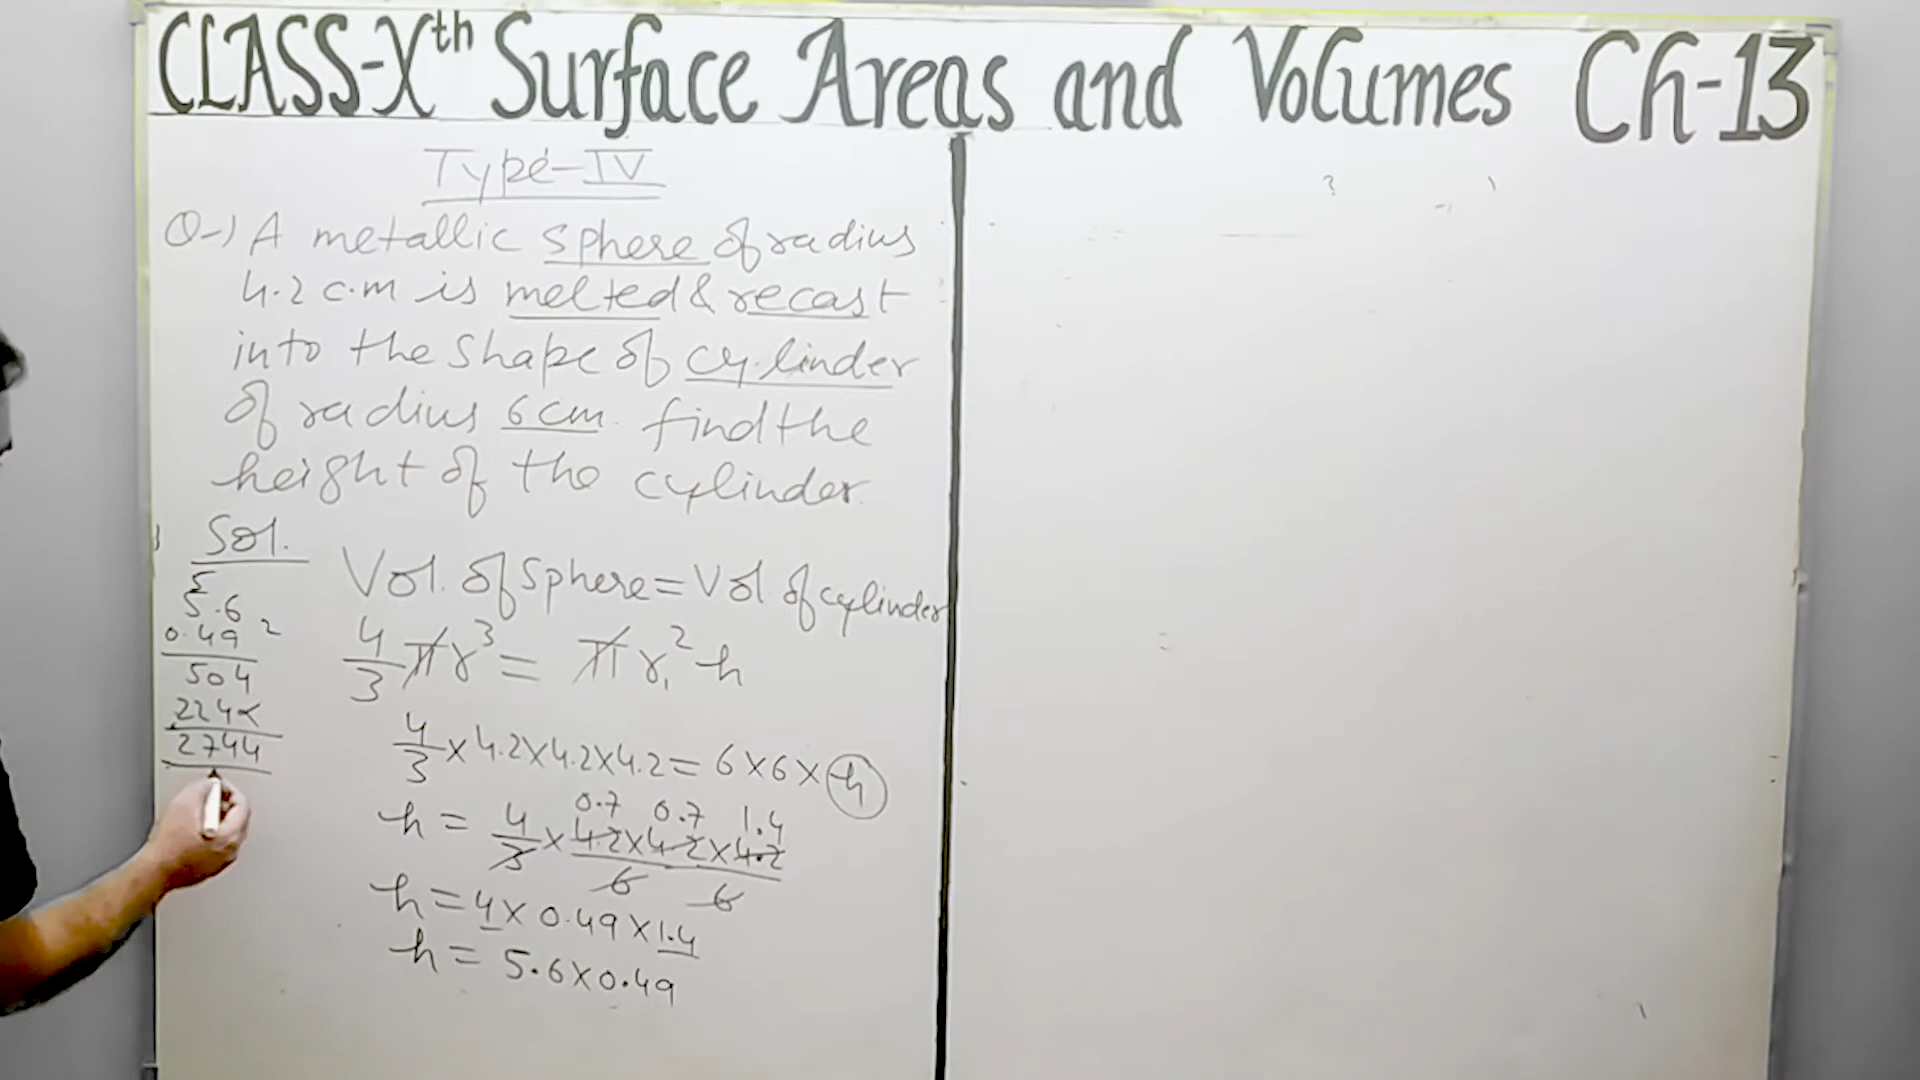 CLASS-Xth Surface Areas and Volumes Ch-13
Type-IV
Q-1) A metallic sphere of radius
4.2 c.m is melted & recast
into the shape of cylinder
of radius 6 cm. find the
height of the cylinder.
Sol.
Vol. of sphere = Vol of cylinder
4/3 πr³ = πr₁²h
4/3 × 4.2 × 4.2 × 4.2 = 6 × 6 × h
0.7 0.7 1.4
h = 4/3 × 4.2 × 4.2 × 4.2 / 6 6
h = 4 × 0.49 × 1.4
h = 5.6 × 0.49
5
5.6
0.49 2
504
224×
2744